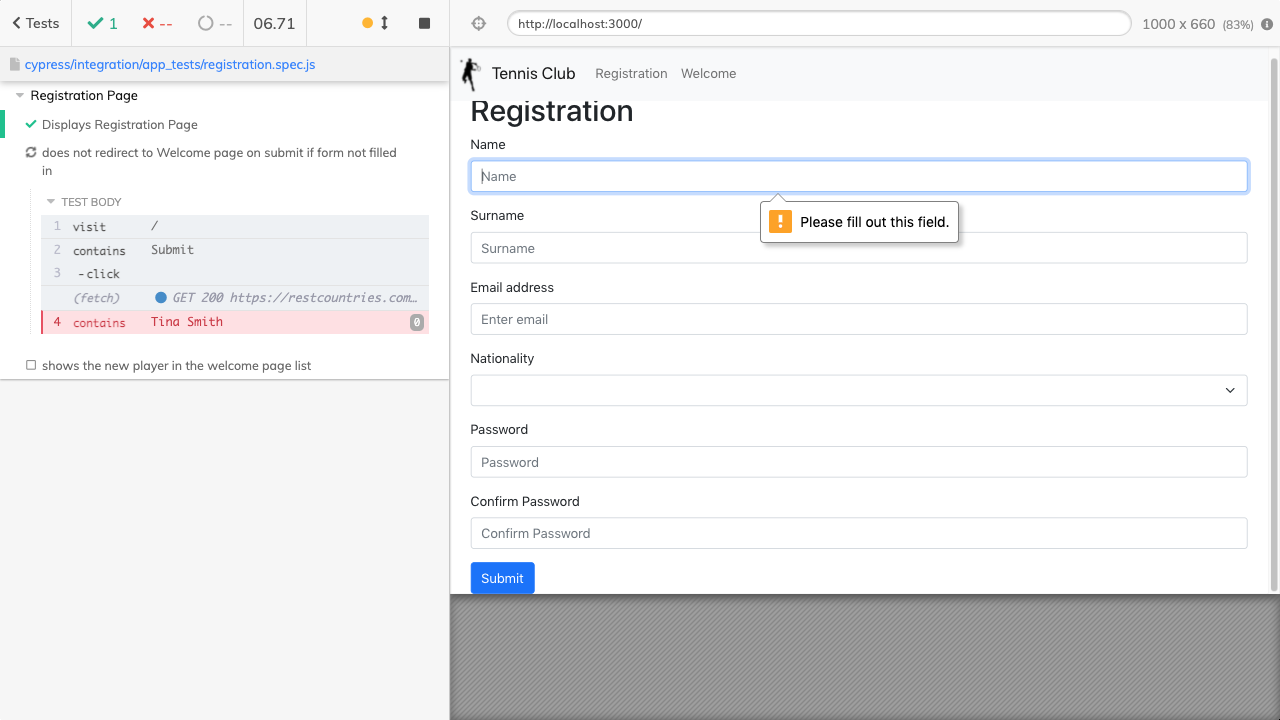 Tests
1
--
--
06.71
http://localhost:3000/
1000 x 660 (83%)
cypress/integration/app_tests/registration.spec.js
Registration Page
Displays Registration Page
does not redirect to Welcome page on submit if form not filled
in
TEST BODY
1 visit /
2 contains Submit
3 -click
(fetch) GET 200 https://restcountries.com…
4 contains Tina Smith 0
shows the new player in the welcome page list
Tennis Club Registration Welcome
Registration
Name
Name
Please fill out this field.
Surname
Surname
Email address
Enter email
Nationality
Password
Password
Confirm Password
Confirm Password
Submit